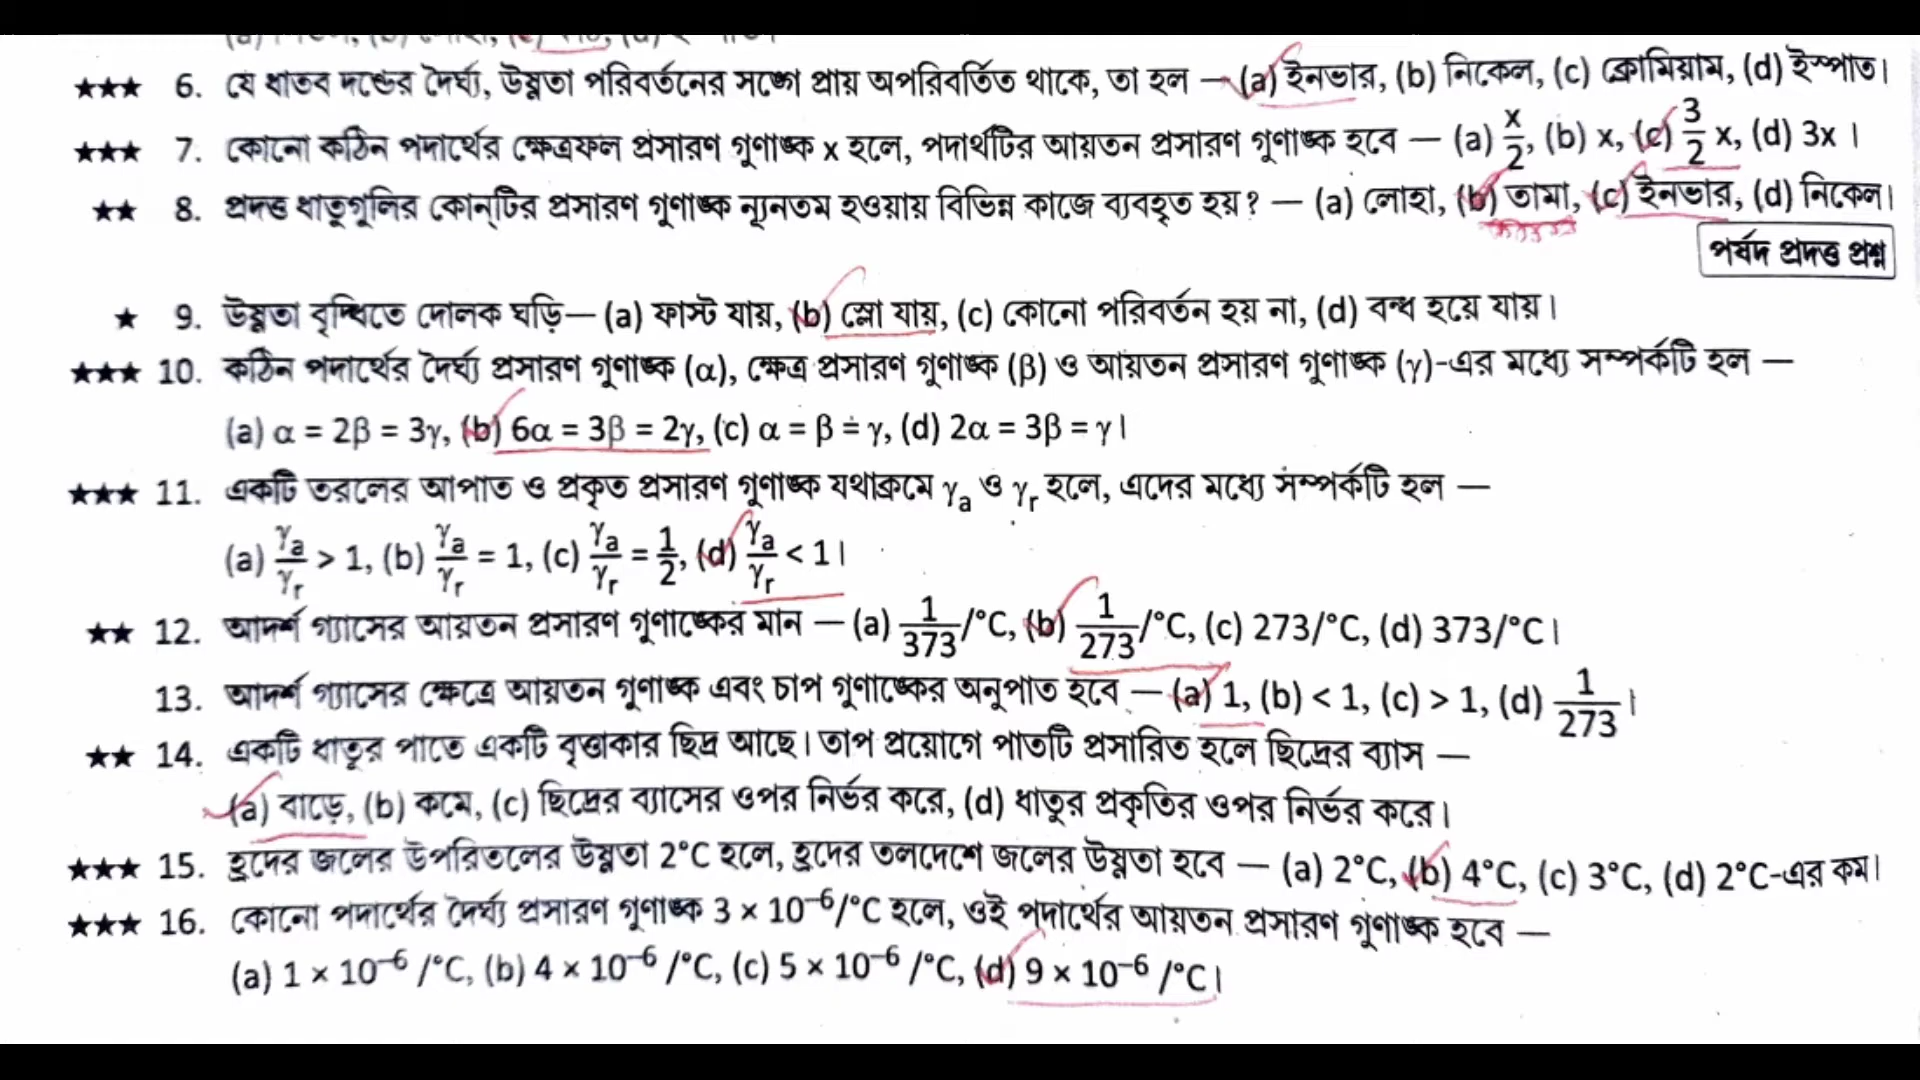 ★★★ 6. যে ধাতব দণ্ডের দৈর্ঘ্য, উষ্ণতা পরিবর্তনের সঙ্গে প্রায় অপরিবর্তিত থাকে, তা হল — (a) ইনভার, (b) নিকেল, (c) ক্রোমিয়াম, (d) ইস্পাত।
★★★ 7. কোনো কঠিন পদার্থের ক্ষেত্রফল প্রসারণ গুণাঙ্ক x হলে, পদার্থটির আয়তন প্রসারণ গুণাঙ্ক হবে — (a) x/2, (b) x, (c) 3/2 x, (d) 3x ।
★★ 8. প্রদত্ত ধাতুগুলির কোন্‌টির প্রসারণ গুণাঙ্ক ন্যূনতম হওয়ায় বিভিন্ন কাজে ব্যবহৃত হয়? — (a) লোহা, (b) তামা, (c) ইনভার, (d) নিকেল।
পর্ষদ প্রদত্ত প্রশ্ন
★ 9. উষ্ণতা বৃদ্ধিতে দোলক ঘড়ি— (a) ফাস্ট যায়, (b) স্লো যায়, (c) কোনো পরিবর্তন হয় না, (d) বন্ধ হয়ে যায়।
★★★ 10. কঠিন পদার্থের দৈর্ঘ্য প্রসারণ গুণাঙ্ক (α), ক্ষেত্র প্রসারণ গুণাঙ্ক (β) ও আয়তন প্রসারণ গুণাঙ্ক (γ)-এর মধ্যে সম্পর্কটি হল —
(a) α = 2β = 3γ, (b) 6α = 3β = 2γ, (c) α = β = γ, (d) 2α = 3β = γ।
★★★ 11. একটি তরলের আপাত ও প্রকৃত প্রসারণ গুণাঙ্ক যথাক্রমে γₐ ও γᵣ হলে, এদের মধ্যে সম্পর্কটি হল —
(a) γₐ/γᵣ > 1, (b) γₐ/γᵣ = 1, (c) γₐ/γᵣ = 1/2, (d) γₐ/γᵣ < 1।
★★ 12. আদর্শ গ্যাসের আয়তন প্রসারণ গুণাঙ্কের মান — (a) 1/373/°C, (b) 1/273/°C, (c) 273/°C, (d) 373/°C।
13. আদর্শ গ্যাসের ক্ষেত্রে আয়তন গুণাঙ্ক এবং চাপ গুণাঙ্কের অনুপাত হবে — (a) 1, (b) < 1, (c) > 1, (d) 1/273।
★★ 14. একটি ধাতুর পাতে একটি বৃত্তাকার ছিদ্র আছে। তাপ প্রয়োগে পাতটি প্রসারিত হলে ছিদ্রের ব্যাস —
(a) বাড়ে, (b) কমে, (c) ছিদ্রের ব্যাসের ওপর নির্ভর করে, (d) ধাতুর প্রকৃতির ওপর নির্ভর করে।
★★★ 15. হ্রদের জলের উপরিতলের উষ্ণতা 2°C হলে, হ্রদের তলদেশে জলের উষ্ণতা হবে — (a) 2°C, (b) 4°C, (c) 3°C, (d) 2°C-এর কম।
★★★ 16. কোনো পদার্থের দৈর্ঘ্য প্রসারণ গুণাঙ্ক 3 × 10⁻⁶/°C হলে, ওই পদার্থের আয়তন প্রসারণ গুণাঙ্ক হবে —
(a) 1 × 10⁻⁶ /°C, (b) 4 × 10⁻⁶ /°C, (c) 5 × 10⁻⁶ /°C, (d) 9 × 10⁻⁶ /°C।